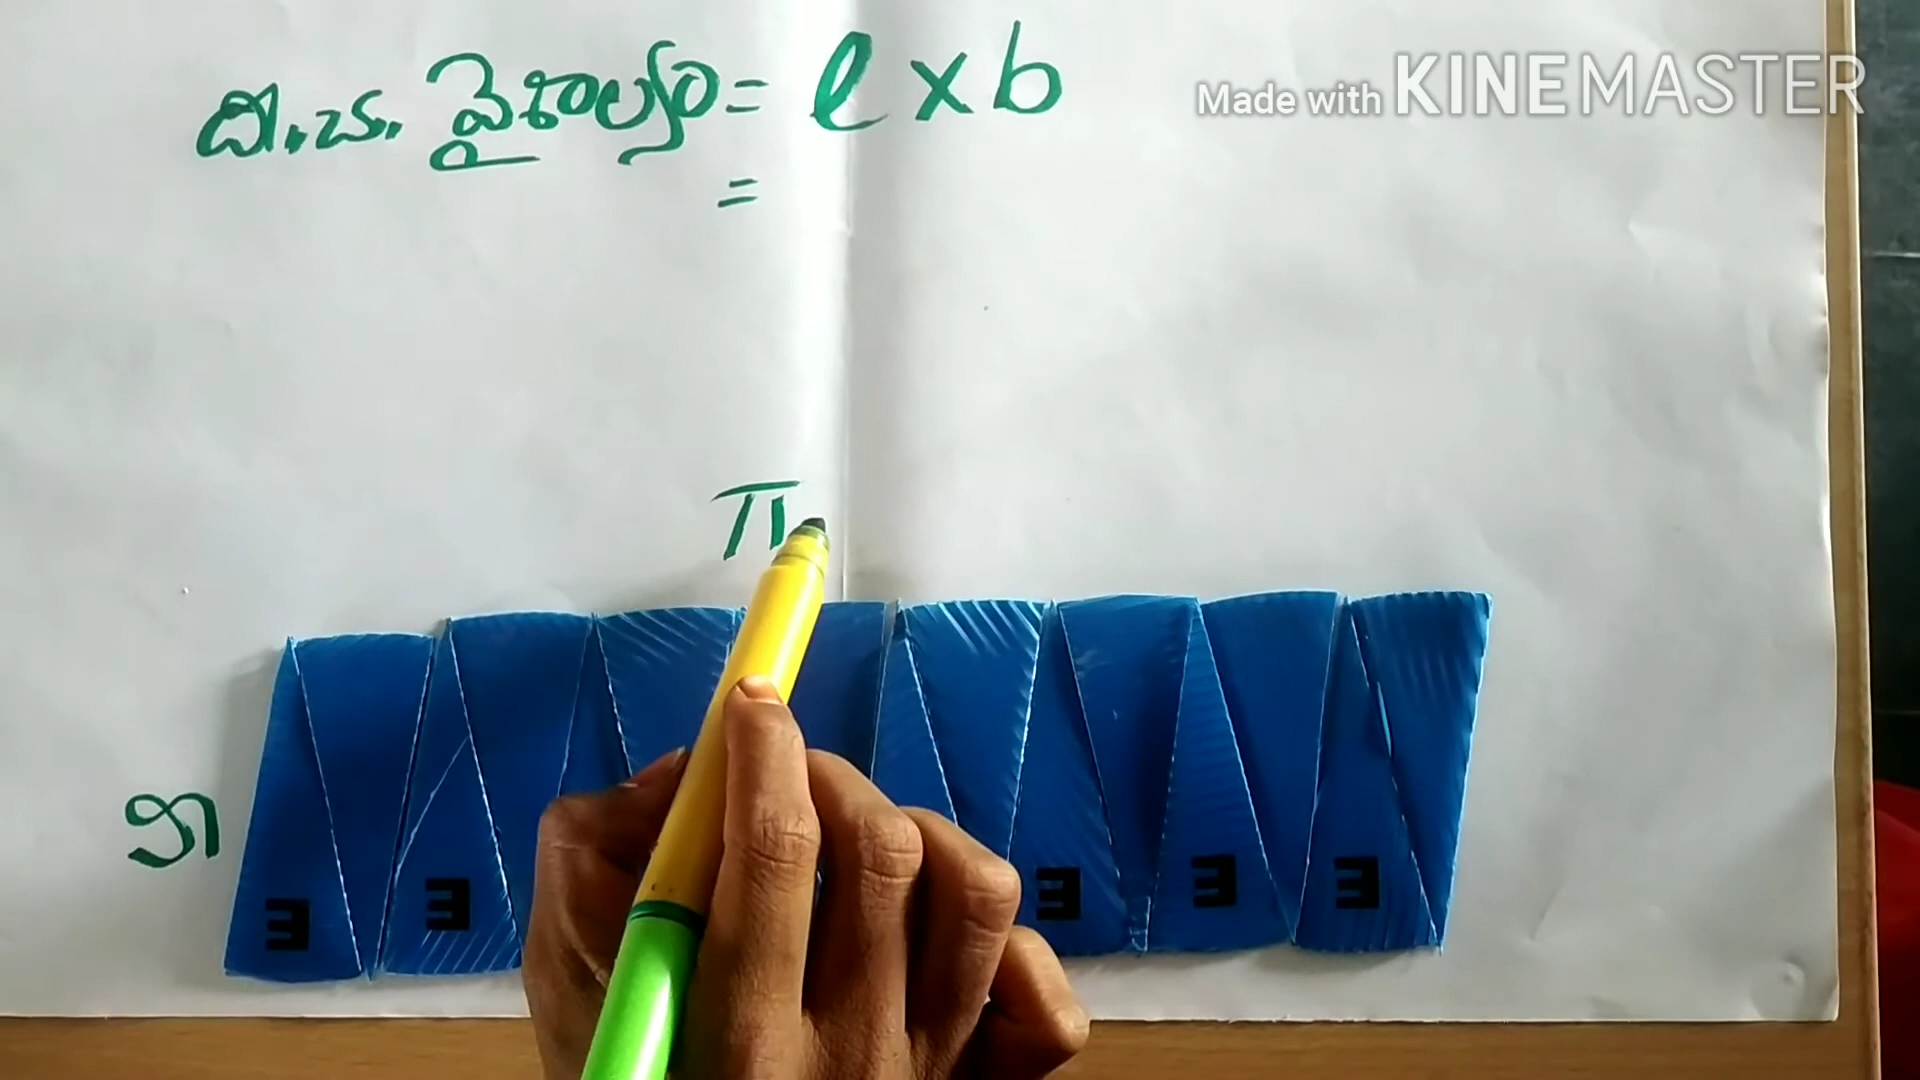 Made with KINEMASTER
దీ.చ. వైశాల్యం = l × b
=
π
r
E E E E E